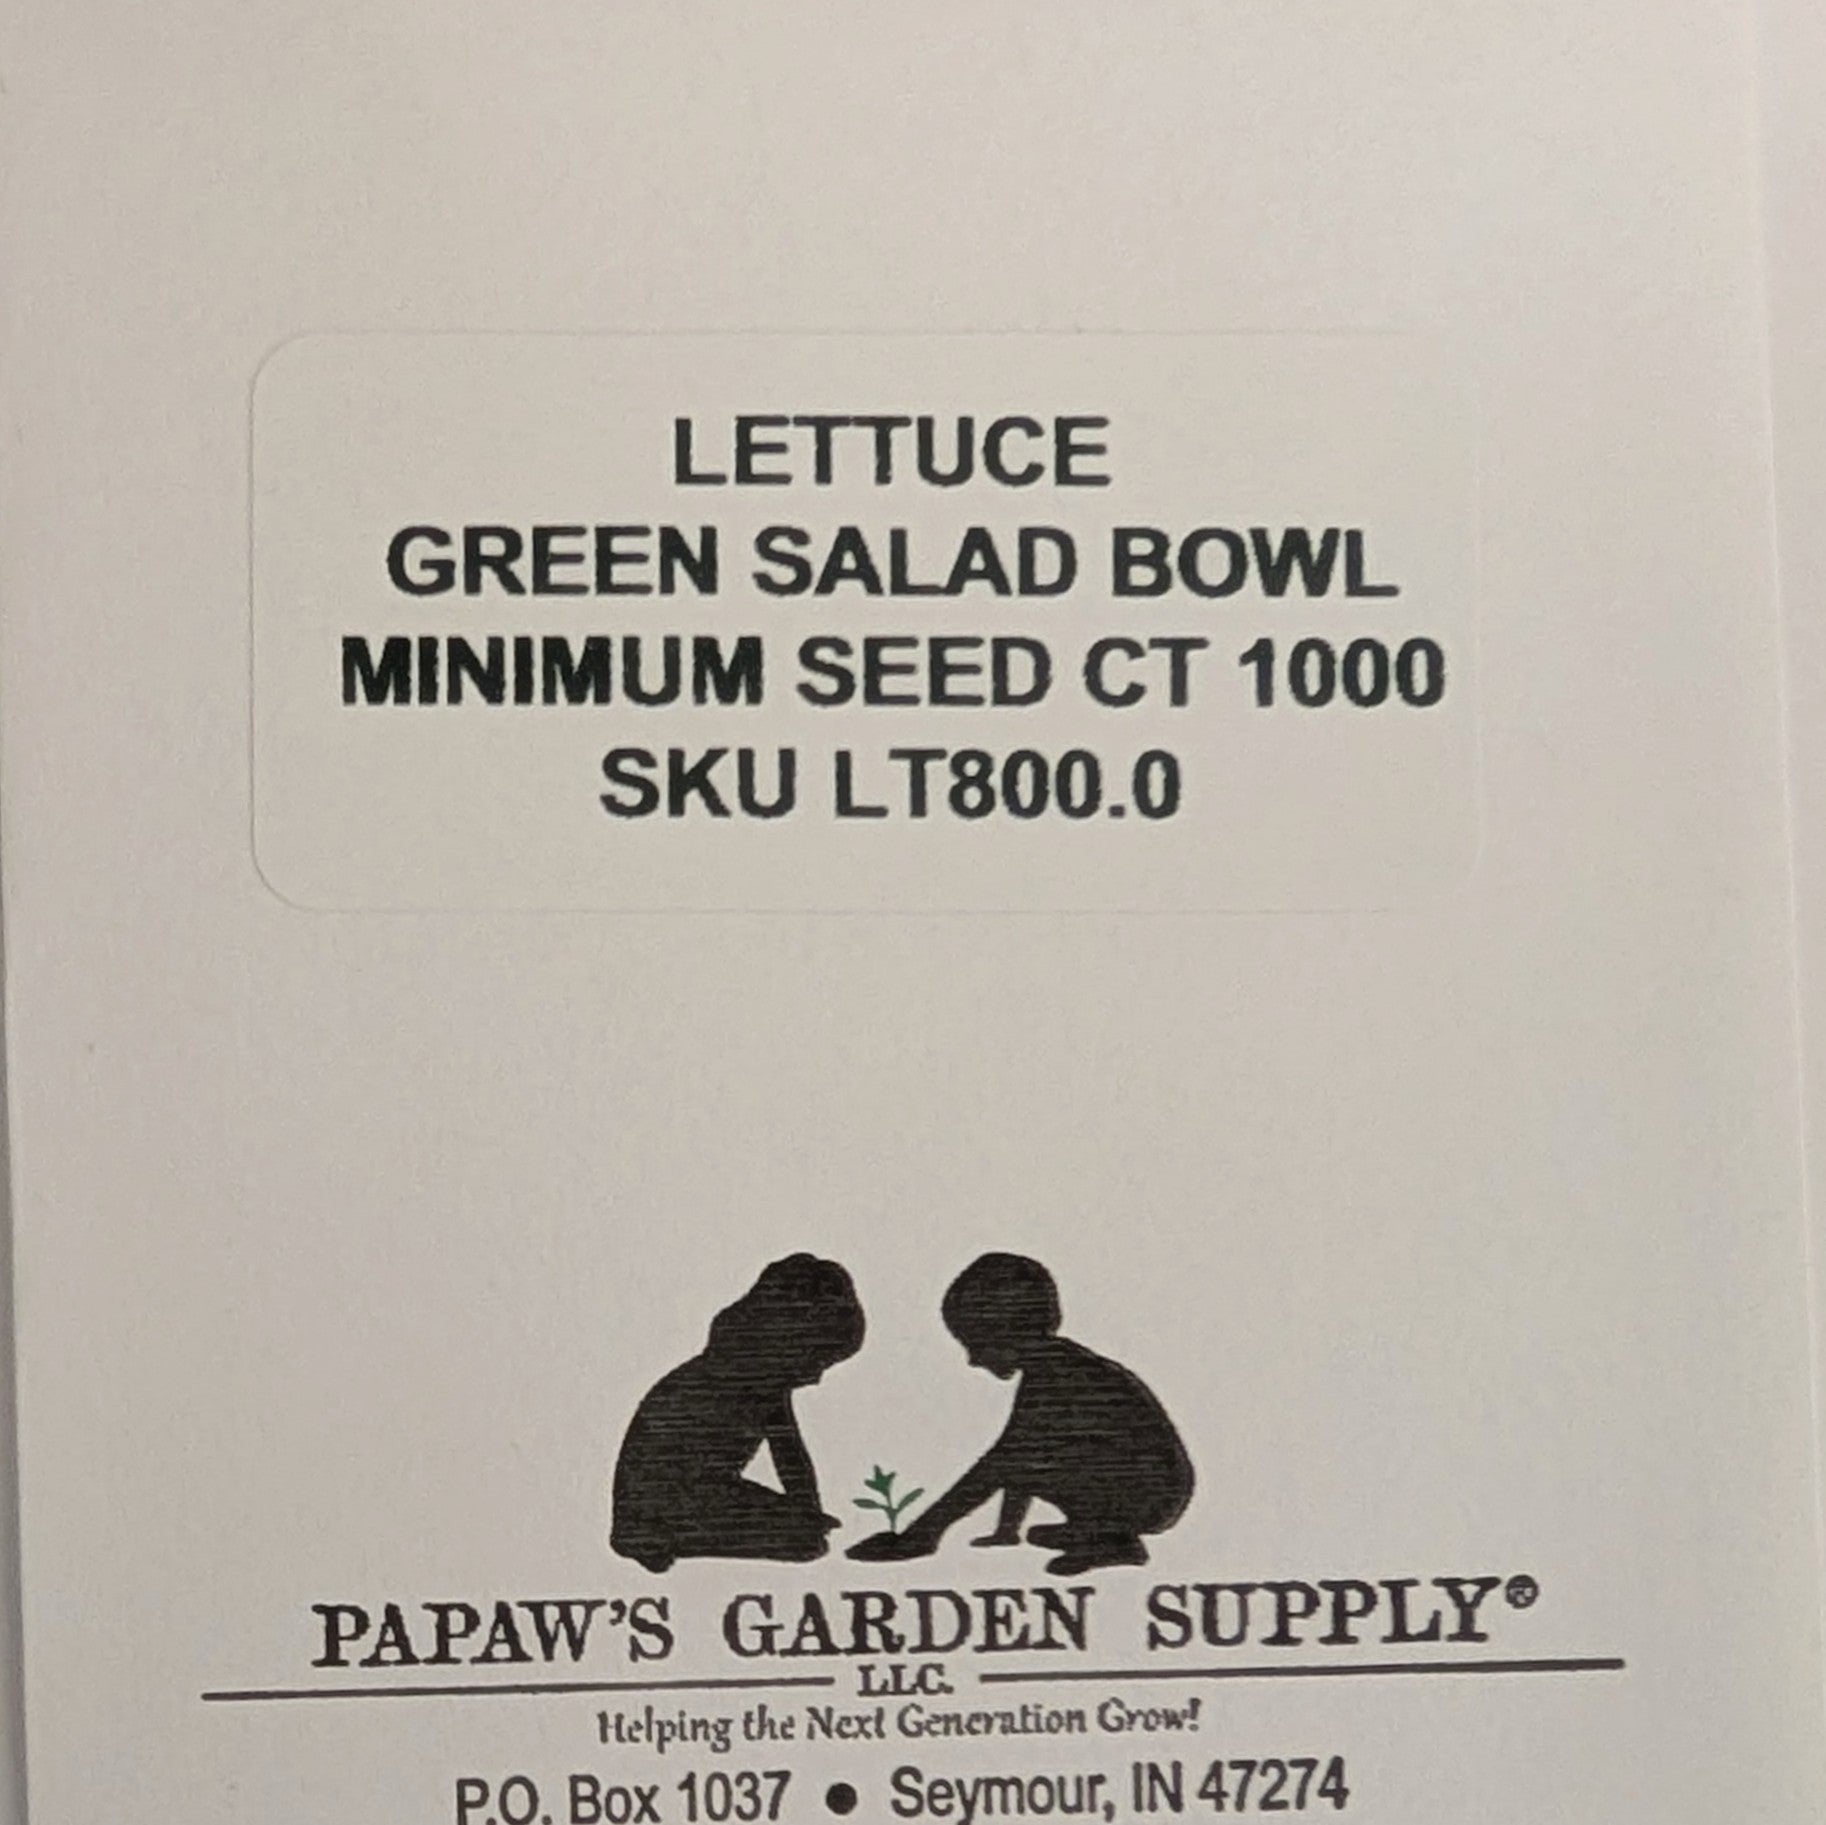 LETTUCE
GREEN SALAD BOWL
MINIMUM SEED CT 1000
SKU LT800.0
PAPAW'S GARDEN SUPPLY®
LLC.
Helping the Next Generation Grow!
P.O. Box 1037 ● Seymour, IN 47274